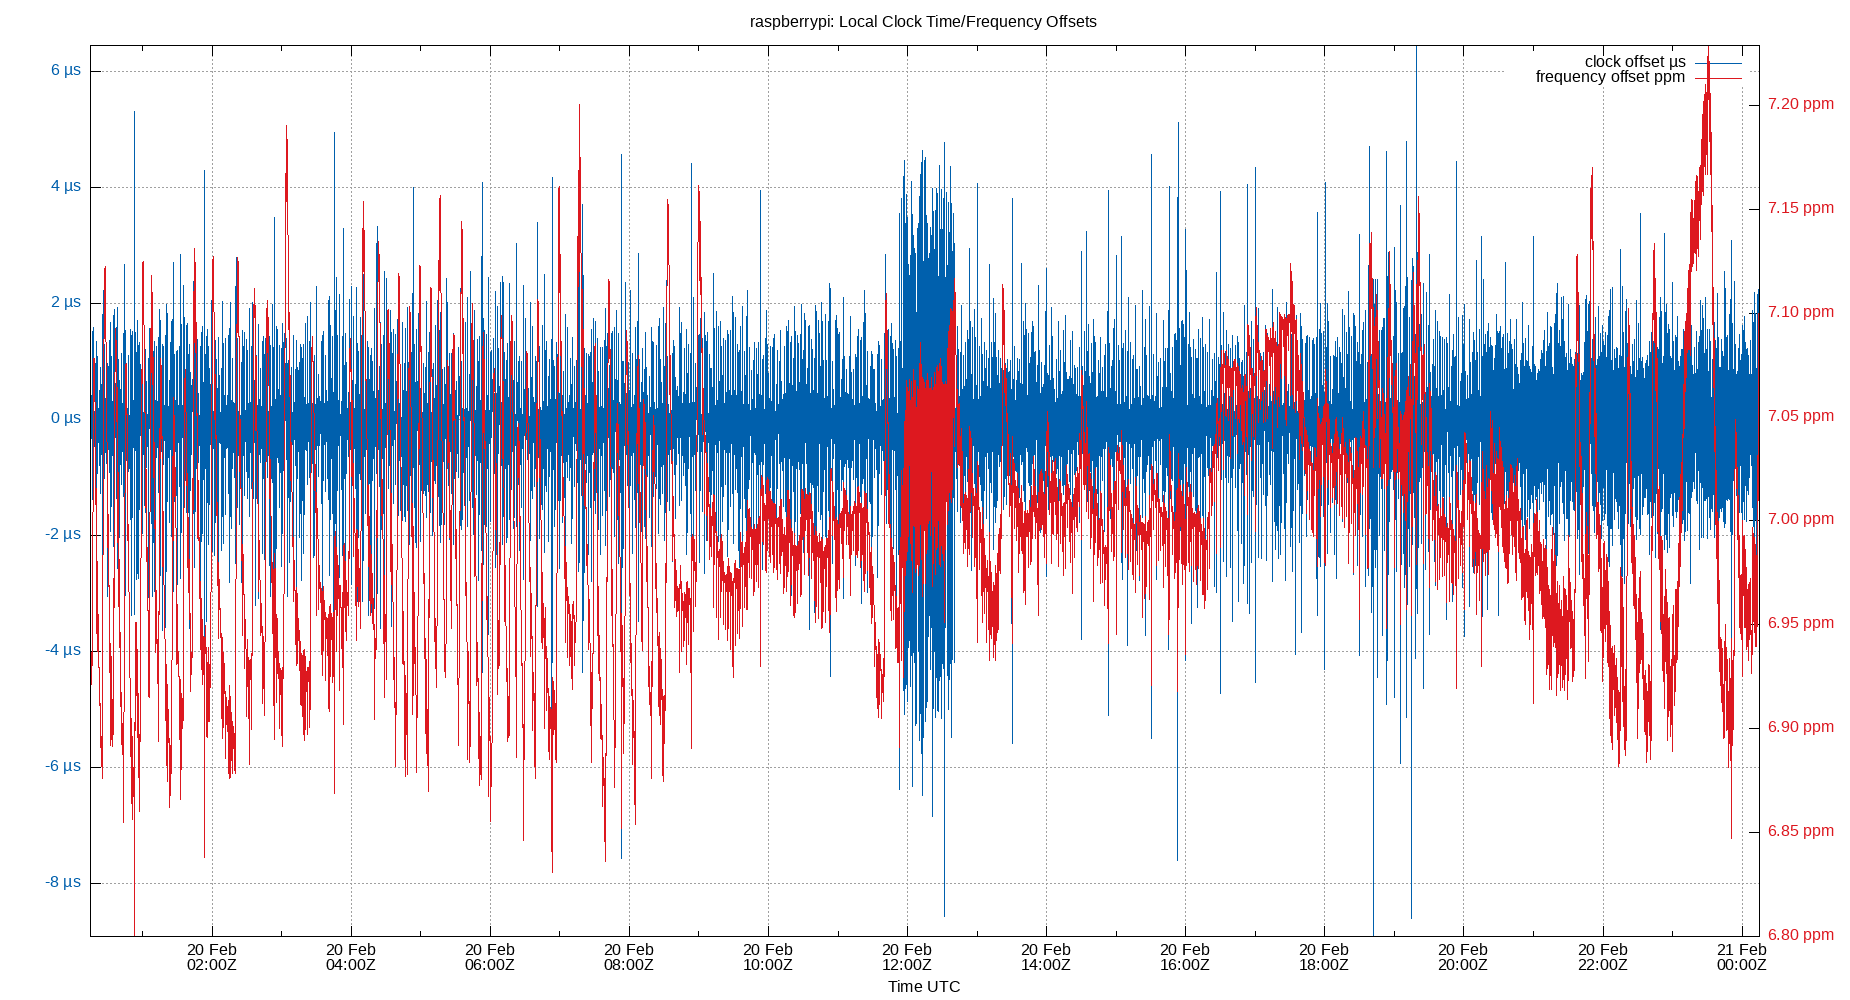 raspberrypi: Local Clock Time/Frequency Offsets
clock offset µs
frequency offset ppm
6 µs
4 µs
2 µs
0 µs
-2 µs
-4 µs
-6 µs
-8 µs
7.20 ppm
7.15 ppm
7.10 ppm
7.05 ppm
7.00 ppm
6.95 ppm
6.90 ppm
6.85 ppm
6.80 ppm
20 Feb 20 Feb 20 Feb 20 Feb 20 Feb 20 Feb 20 Feb 20 Feb 20 Feb 20 Feb 20 Feb 21 Feb
02:00Z 04:00Z 06:00Z 08:00Z 10:00Z 12:00Z 14:00Z 16:00Z 18:00Z 20:00Z 22:00Z 00:00Z
Time UTC